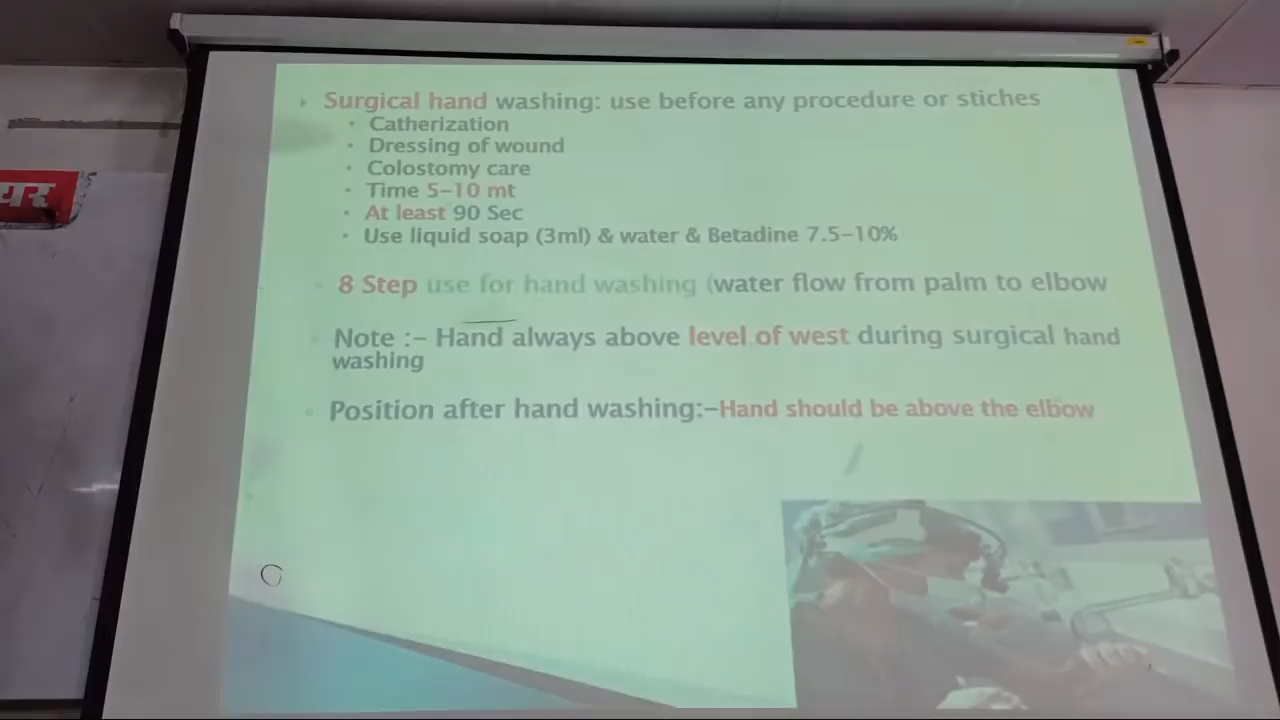 Surgical hand washing: use before any procedure or stiches
Catherization
Dressing of wound
Colostomy care
Time 5-10 mt
At least 90 Sec
Use liquid soap (3ml) & water & Betadine 7.5-10%
8 Step use for hand washing (water flow from palm to elbow
Note :- Hand always above level of west during surgical hand
washing
Position after hand washing:-Hand should be above the elbow